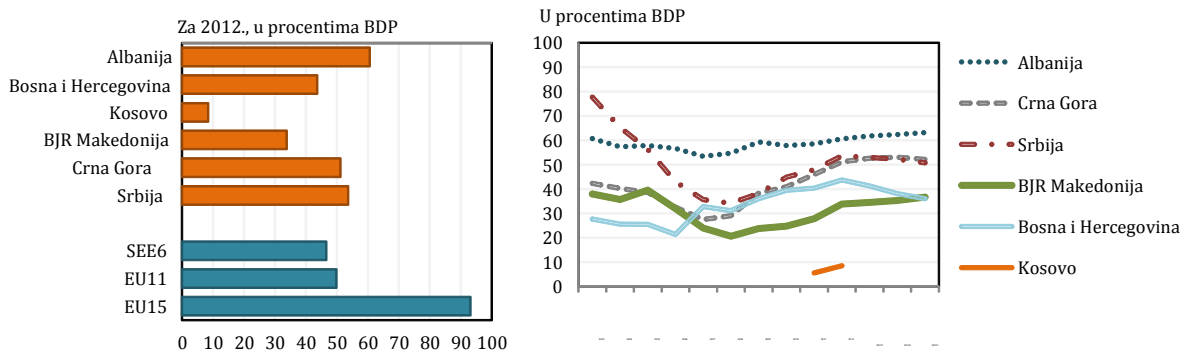 Za 2012., u procentima BDP
Albanija
Bosna i Hercegovina
Kosovo
BJR Makedonija
Crna Gora
Srbija
SEE6
EU11
EU15
0 10 20 30 40 50 60 70 80 90 100
U procentima BDP
100
90
80
70
60
50
40
30
20
10
0
Albanija
Crna Gora
Srbija
BJR Makedonija
Bosna i Hercegovina
Kosovo